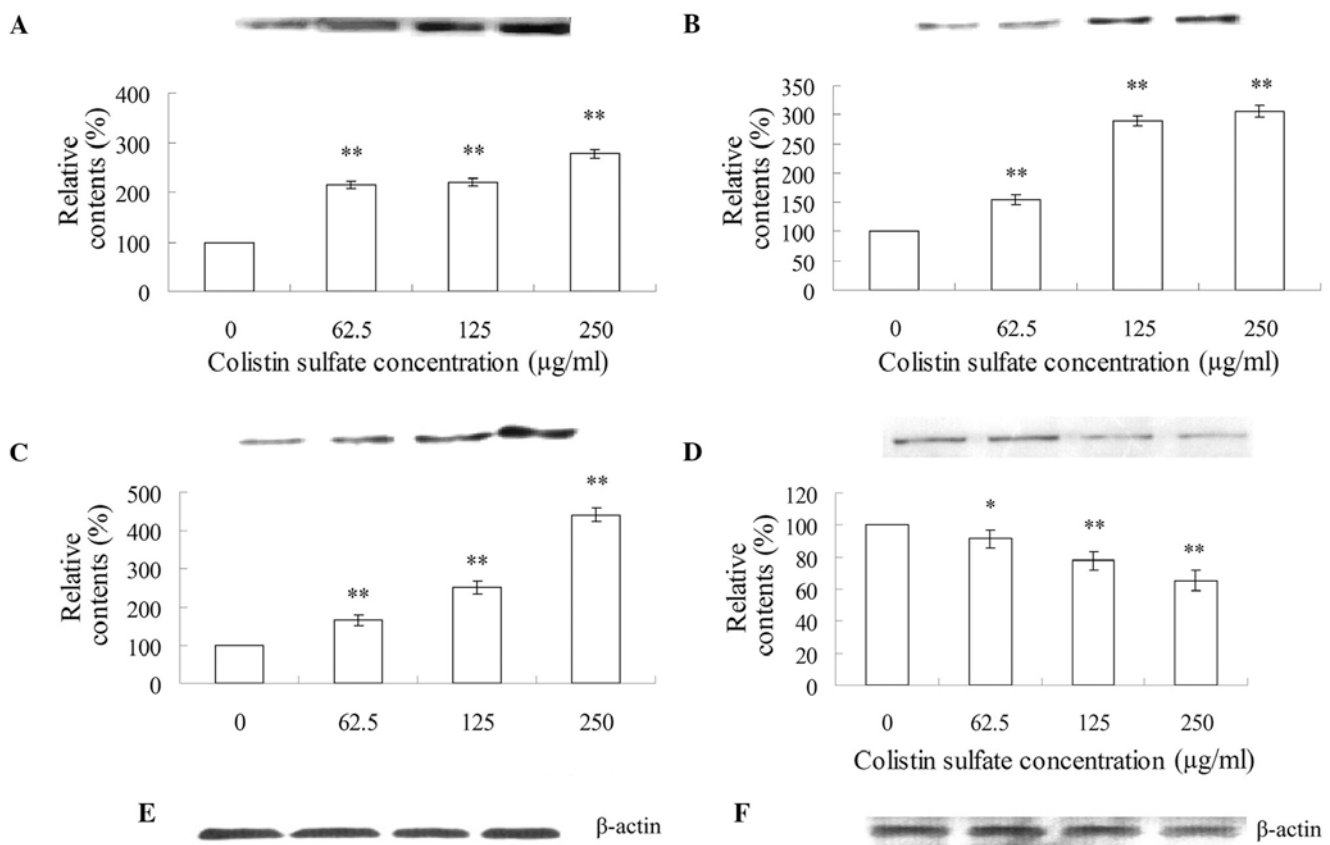 A
400
300
200
100
0
Relative
contents (%)
**
**
**
0 62.5 125 250
Colistin sulfate concentration (μg/ml)
B
350
300
250
200
150
100
50
0
Relative
contents (%)
**
**
**
0 62.5 125 250
Colistin sulfate concentration (μg/ml)
C
500
400
300
200
100
0
Relative
contents (%)
**
**
**
0 62.5 125 250
D
120
100
80
60
40
20
0
Relative
contents (%)
*
**
**
0 62.5 125 250
Colistin sulfate concentration (μg/ml)
E
β-actin
F
β-actin